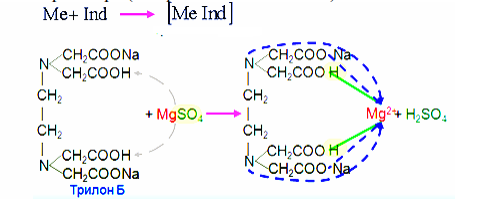 Me+ Ind → [Me Ind]
CH₂COONa CH₂COO-Na
N N
CH₂COOH CH₂COO H
CH₂ CH₂
CH₂ + MgSO₄ → CH₂ Mg²⁺ + H₂SO₄
CH₂COOH CH₂COO H
N N
CH₂COONa CH₂COO-Na
Трилон Б